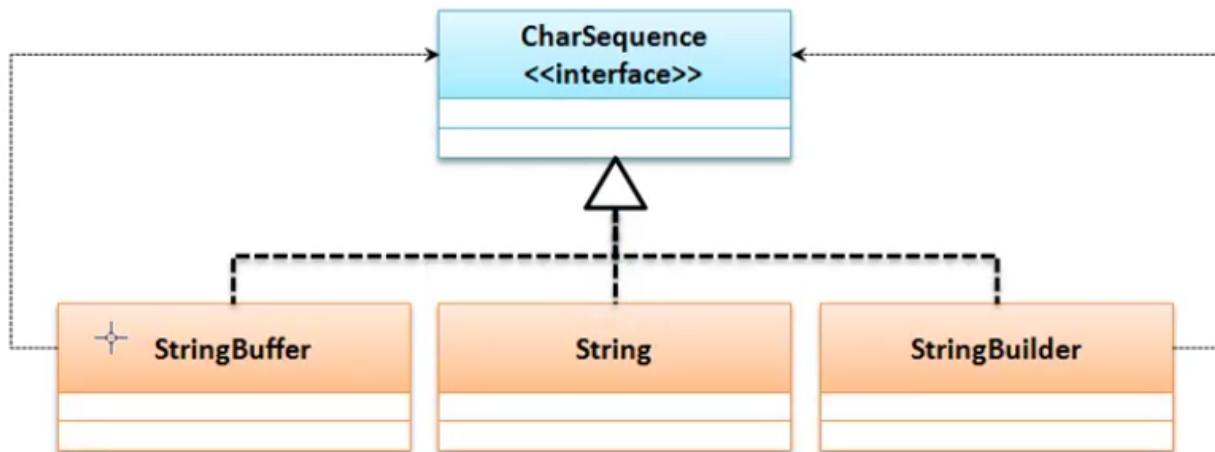 CharSequence
<<interface>>
StringBuffer
String
StringBuilder